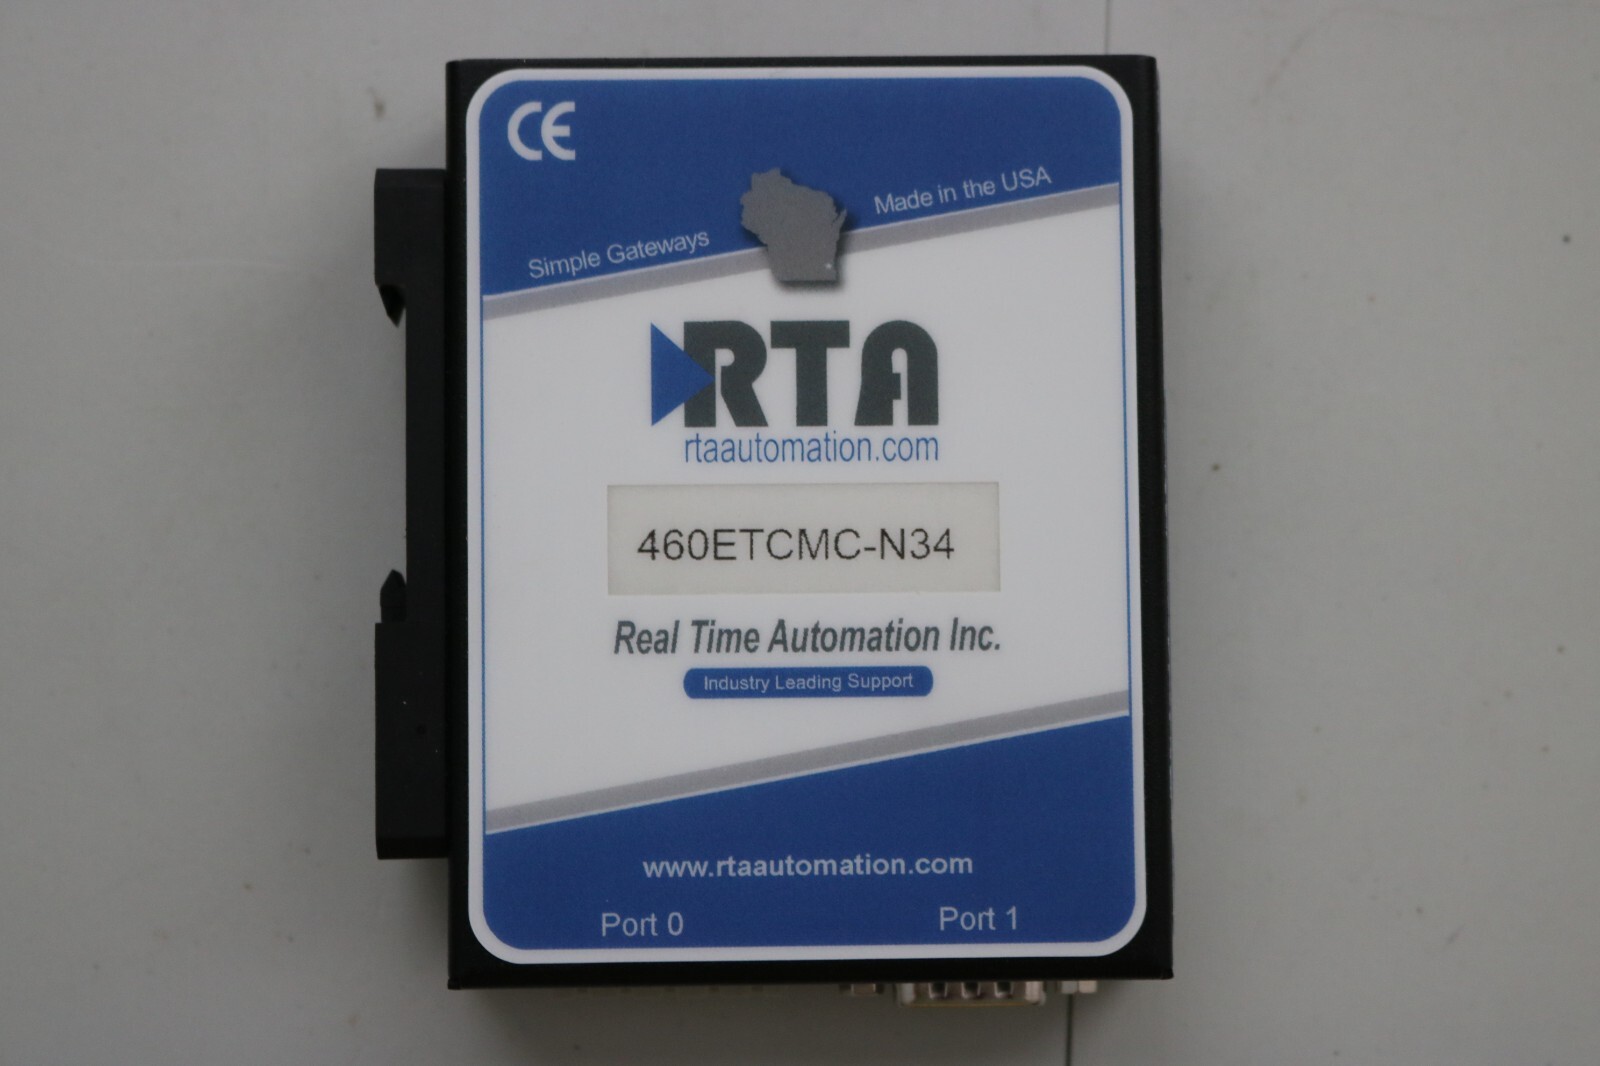 CE
Made in the USA
Simple Gateways
RTA
rtaautomation.com
460ETCMC-N34
Real Time Automation Inc.
Industry Leading Support
www.rtaautomation.com
Port 0
Port 1